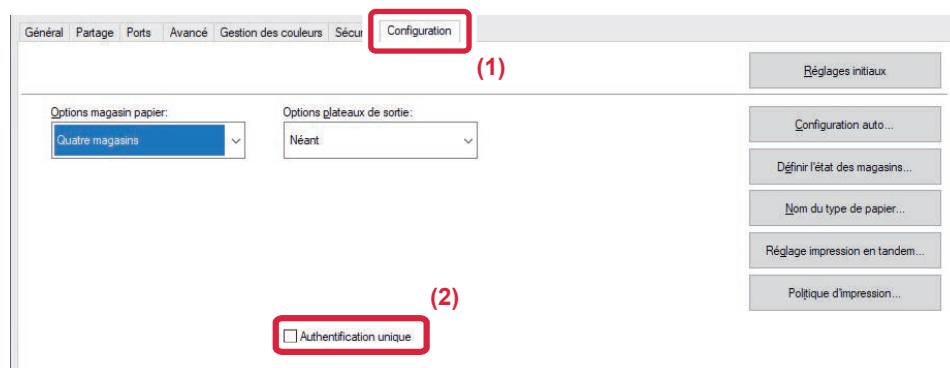 Général Partage Ports Avancé Gestion des couleurs Sécur Configuration
(1)
Réglages initiaux
Options magasin papier: Options plateaux de sortie:
Quatre magasins Néant
Configuration auto...
Définir l'état des magasins...
Nom du type de papier...
Réglage impression en tandem...
Politique d'impression...
(2)
Authentification unique